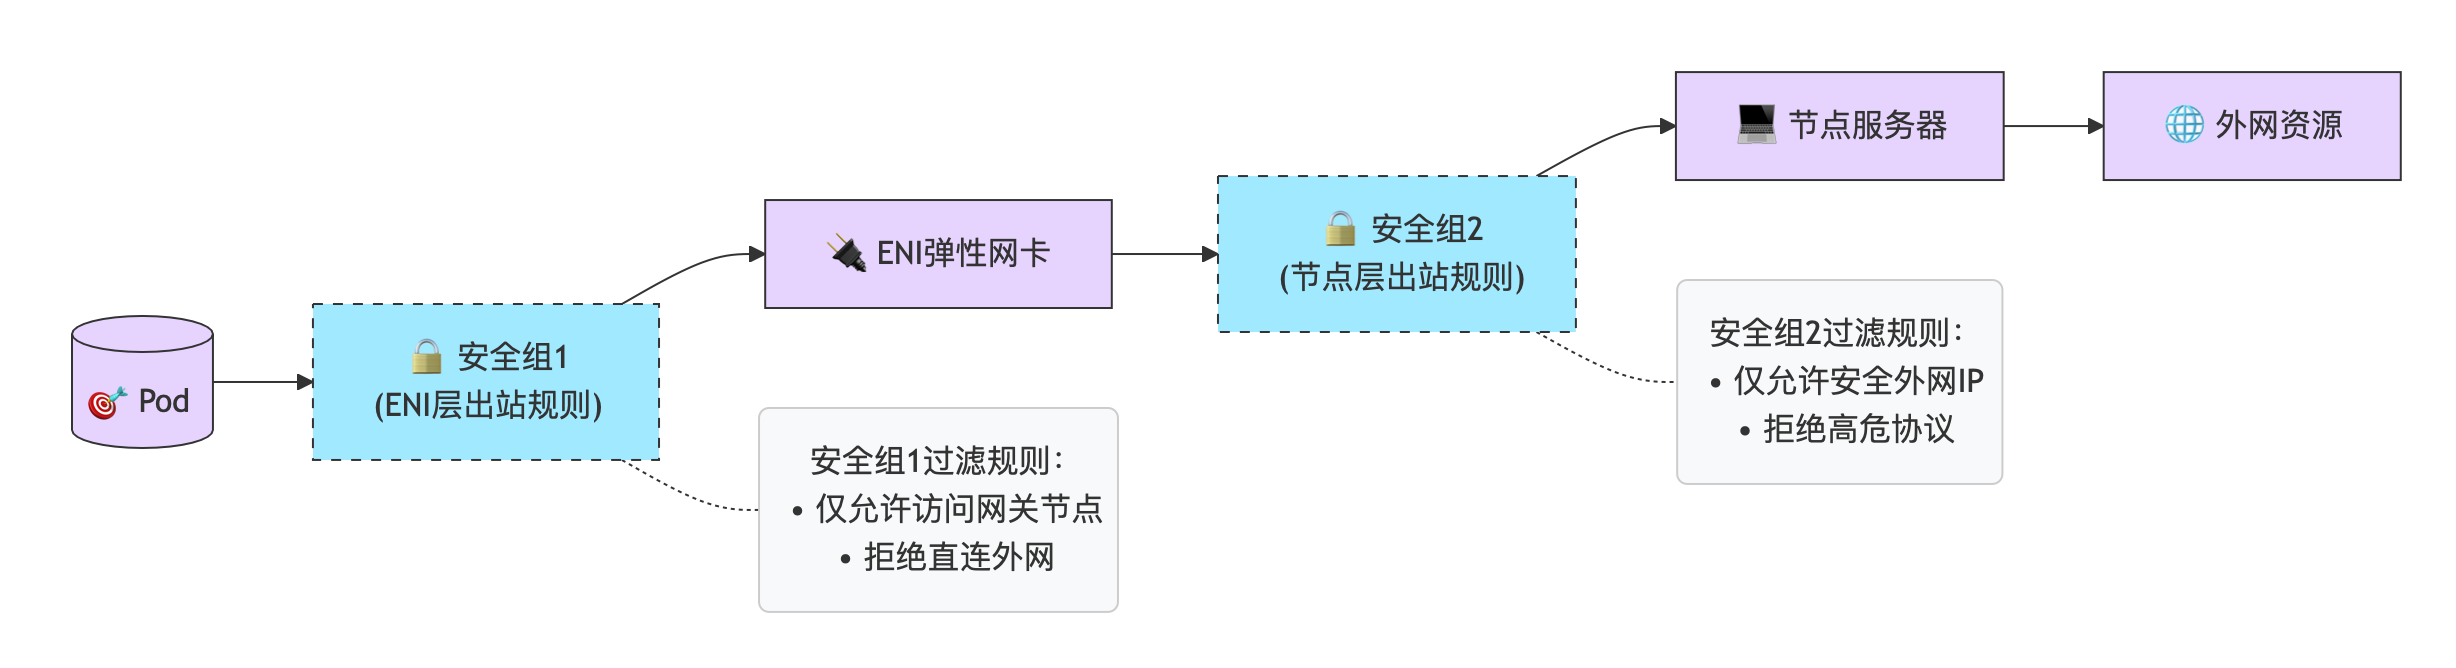 Pod
安全组1
(ENI层出站规则)
ENI弹性网卡
安全组1过滤规则：
• 仅允许访问网关节点
• 拒绝直连外网
安全组2
(节点层出站规则)
节点服务器
安全组2过滤规则：
• 仅允许安全外网IP
• 拒绝高危协议
外网资源